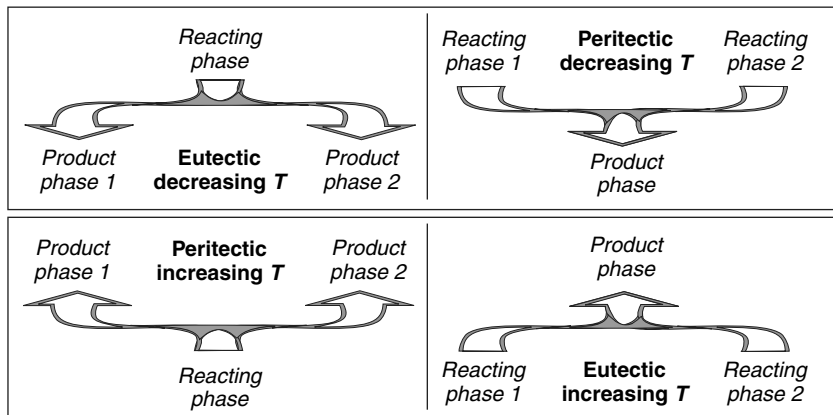 Reacting
phase
Product
phase 1
Eutectic
decreasing T
Product
phase 2
Reacting
phase 1
Peritectic
decreasing T
Reacting
phase 2
Product
phase
Product
phase 1
Peritectic
increasing T
Product
phase 2
Reacting
phase
Product
phase
Reacting
phase 1
Eutectic
increasing T
Reacting
phase 2